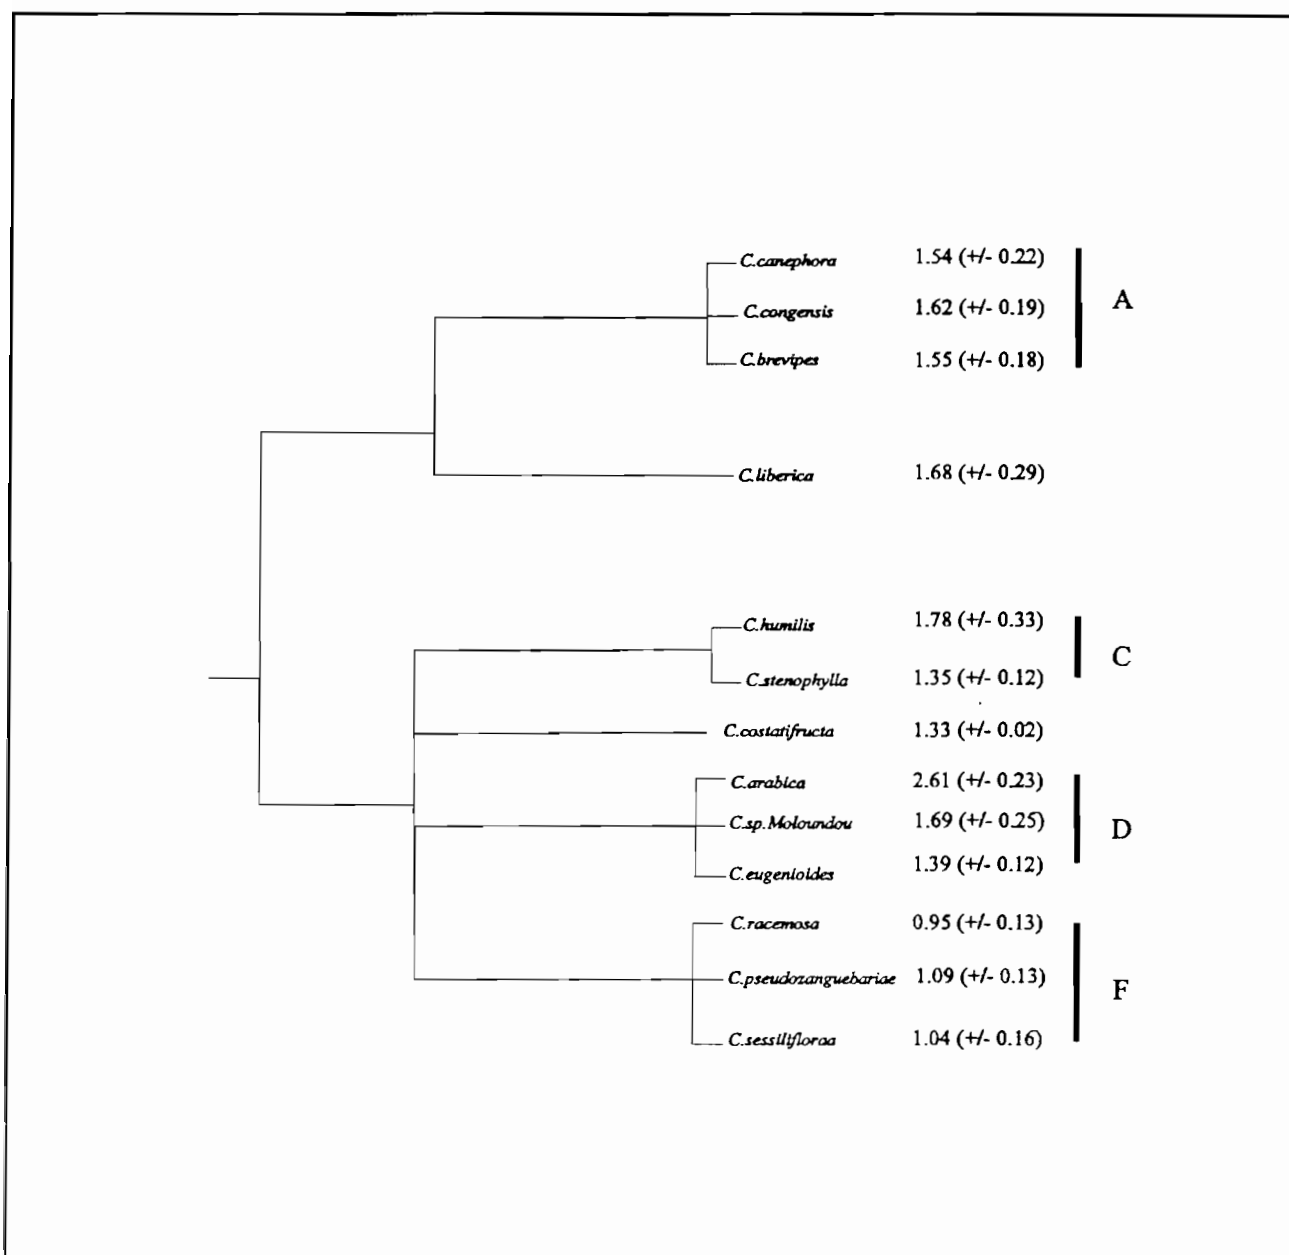 C.canephora 1.54 (+/- 0.22)
A
C.congensis 1.62 (+/- 0.19)
C.brevipes 1.55 (+/- 0.18)
C.liberica 1.68 (+/- 0.29)
C.humilis 1.78 (+/- 0.33)
C
C.stenophylla 1.35 (+/- 0.12)
C.costatifructa 1.33 (+/- 0.02)
C.arabica 2.61 (+/- 0.23)
C.sp.Moloundou 1.69 (+/- 0.25)
D
C.eugenioides 1.39 (+/- 0.12)
C.racemosa 0.95 (+/- 0.13)
C.pseudozanguebariae 1.09 (+/- 0.13)
F
C.sessilifloraa 1.04 (+/- 0.16)